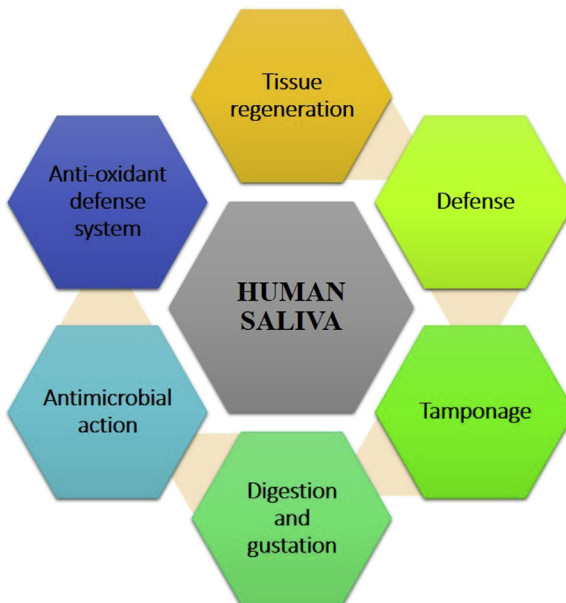 Tissue
regeneration
Anti-oxidant
defense
system
Defense
HUMAN
SALIVA
Antimicrobial
action
Tamponage
Digestion
and
gustation